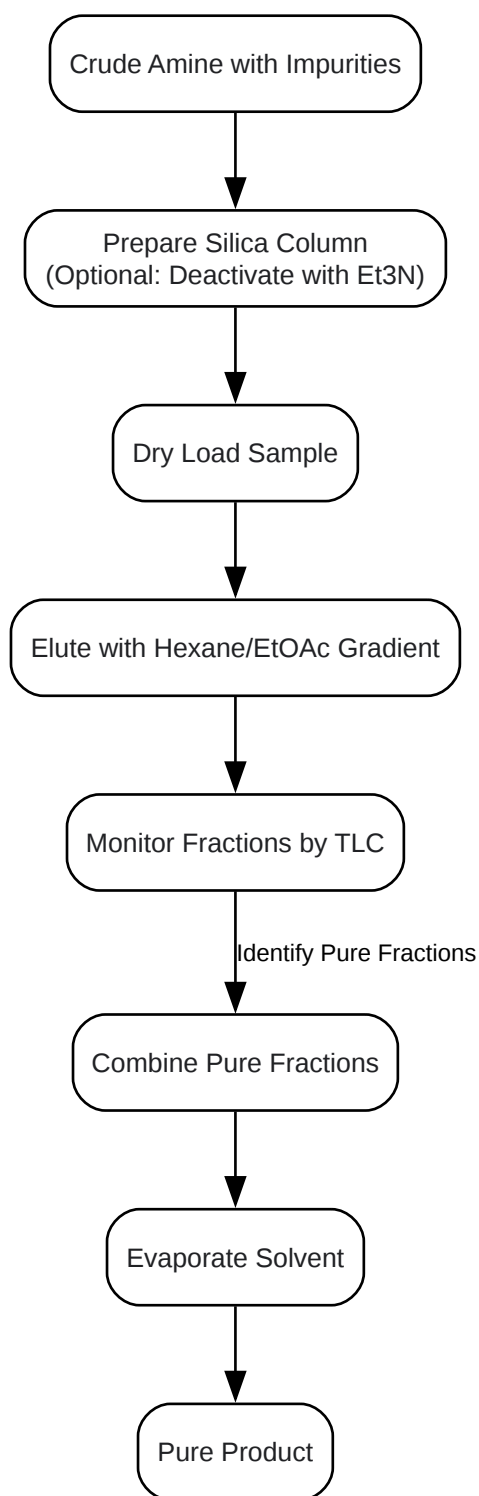 Crude Amine with Impurities
Prepare Silica Column
(Optional: Deactivate with Et3N)
Dry Load Sample
Elute with Hexane/EtOAc Gradient
Monitor Fractions by TLC
Identify Pure Fractions
Combine Pure Fractions
Evaporate Solvent
Pure Product